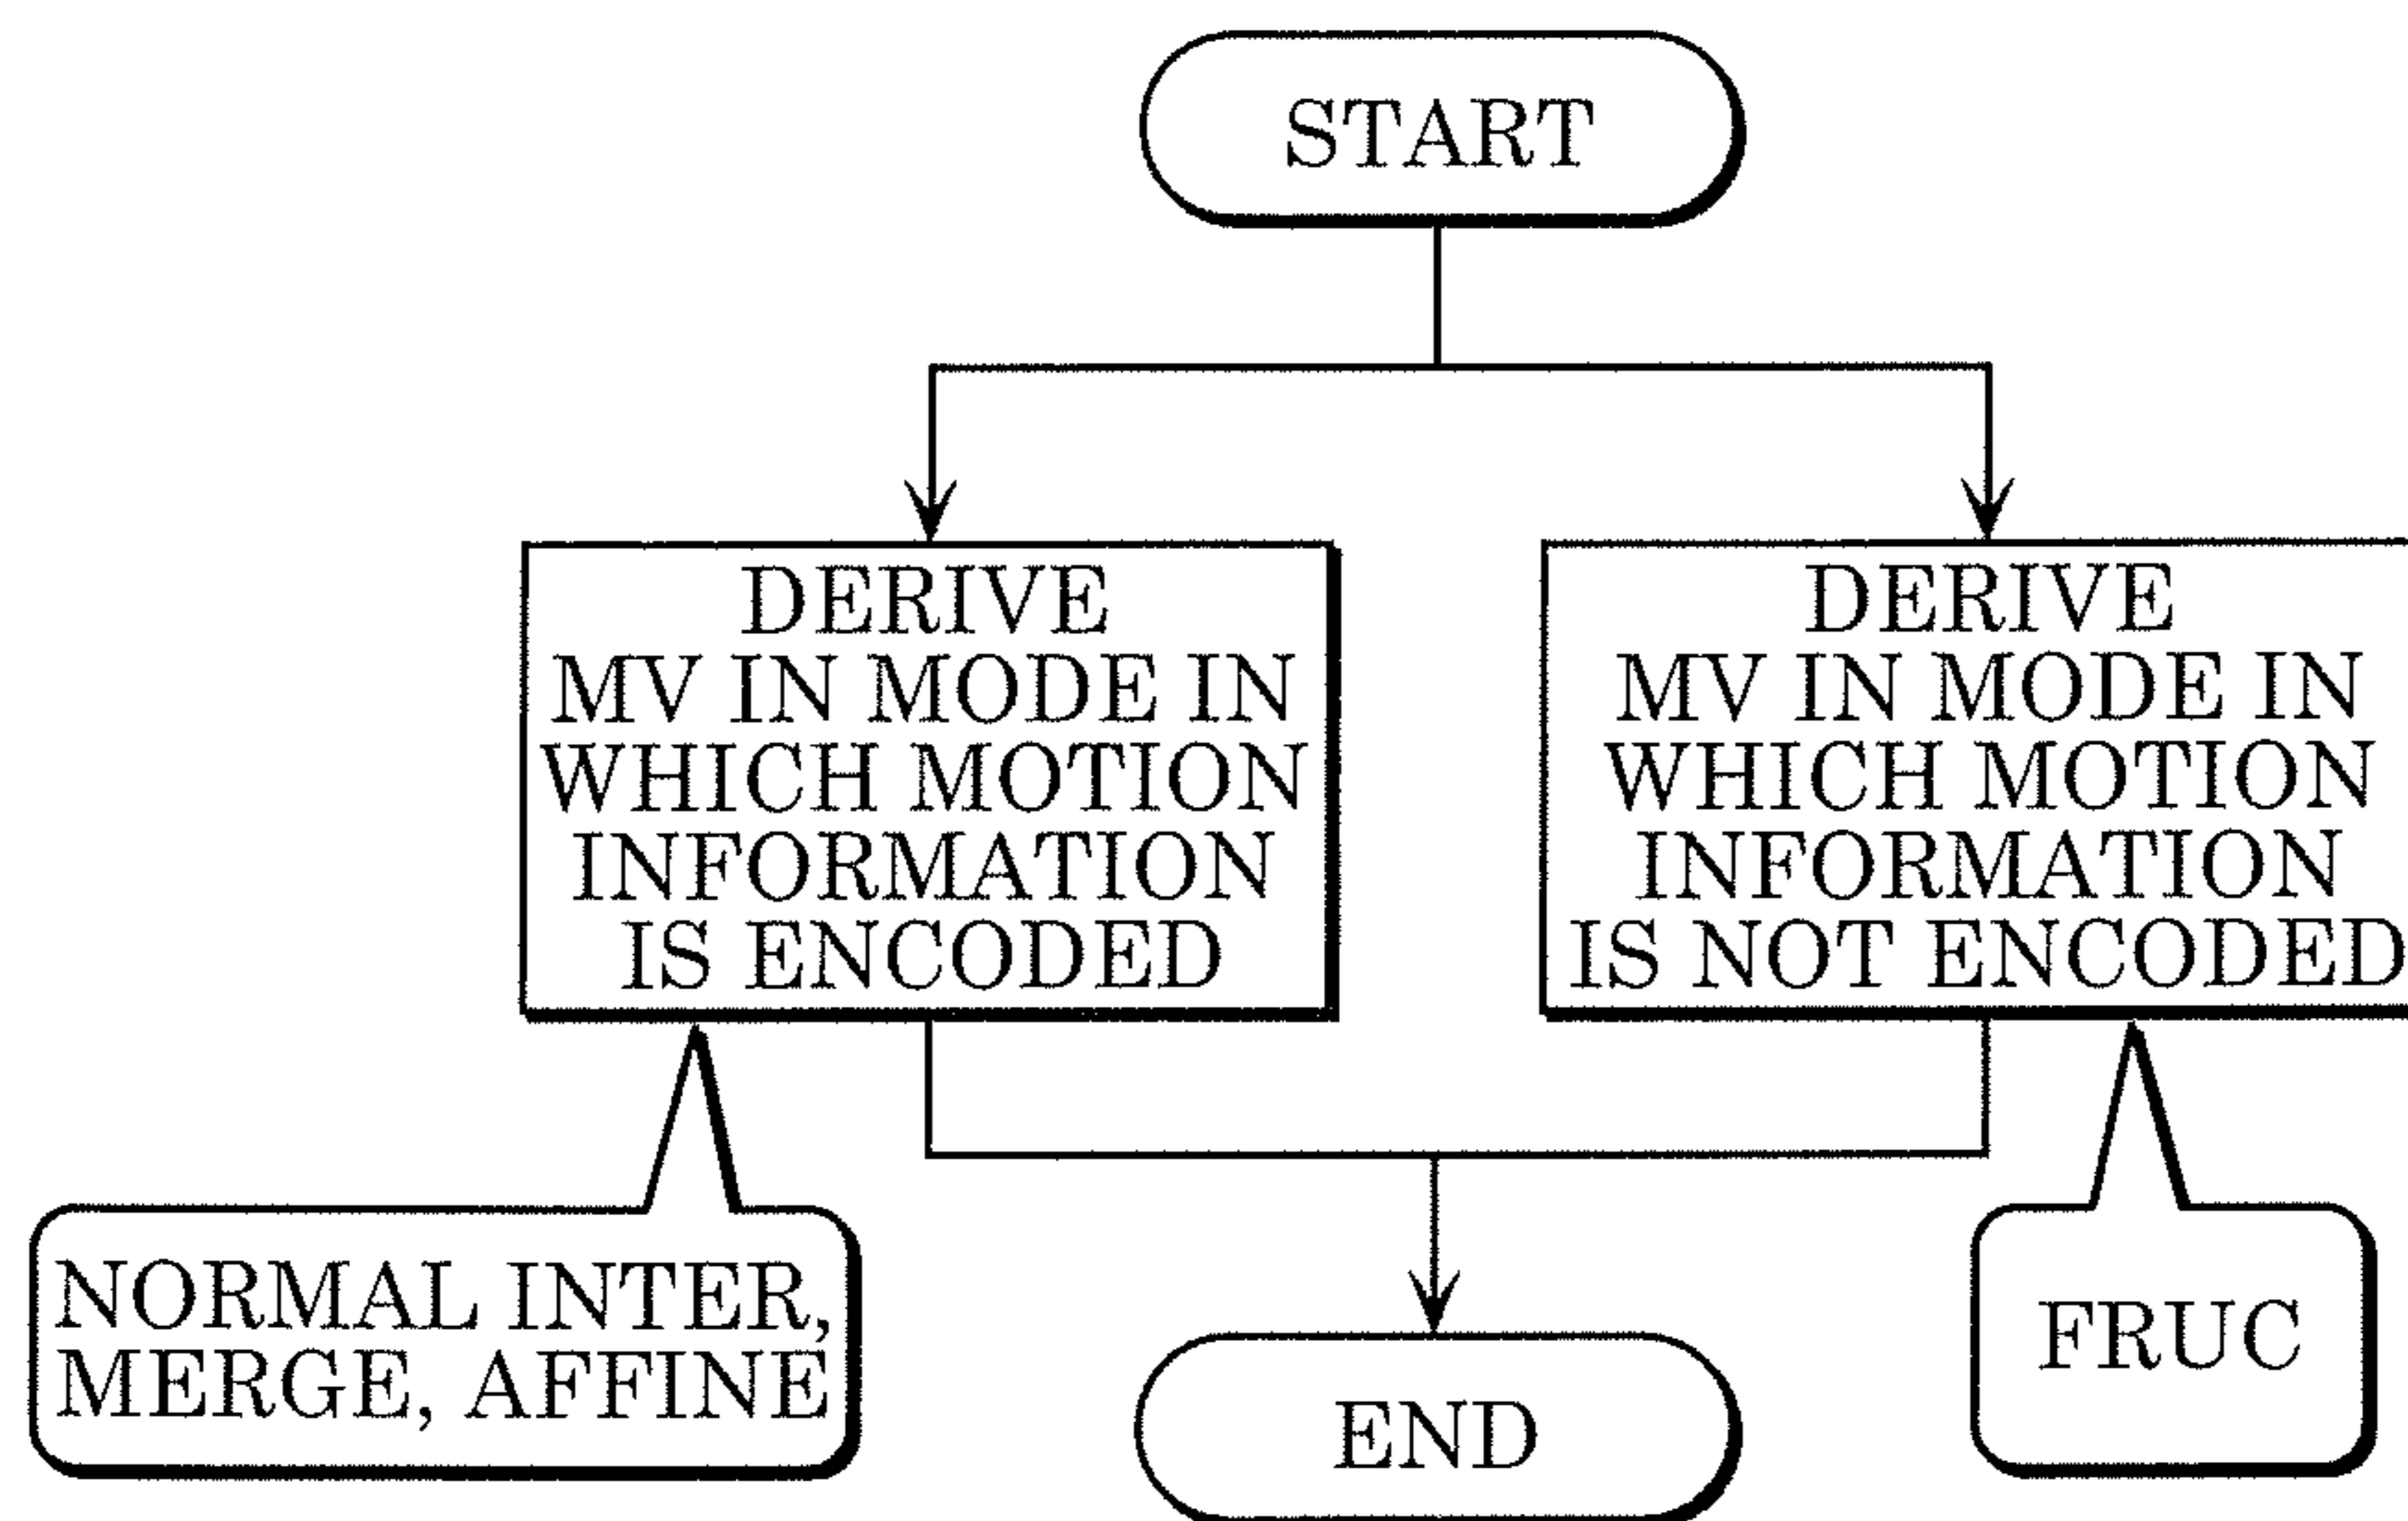 START
DERIVE
MV IN MODE IN
WHICH MOTION
INFORMATION
IS ENCODED
DERIVE
MV IN MODE IN
WHICH MOTION
INFORMATION
IS NOT ENCODED
NORMAL INTER,
MERGE, AFFINE
FRUC
END